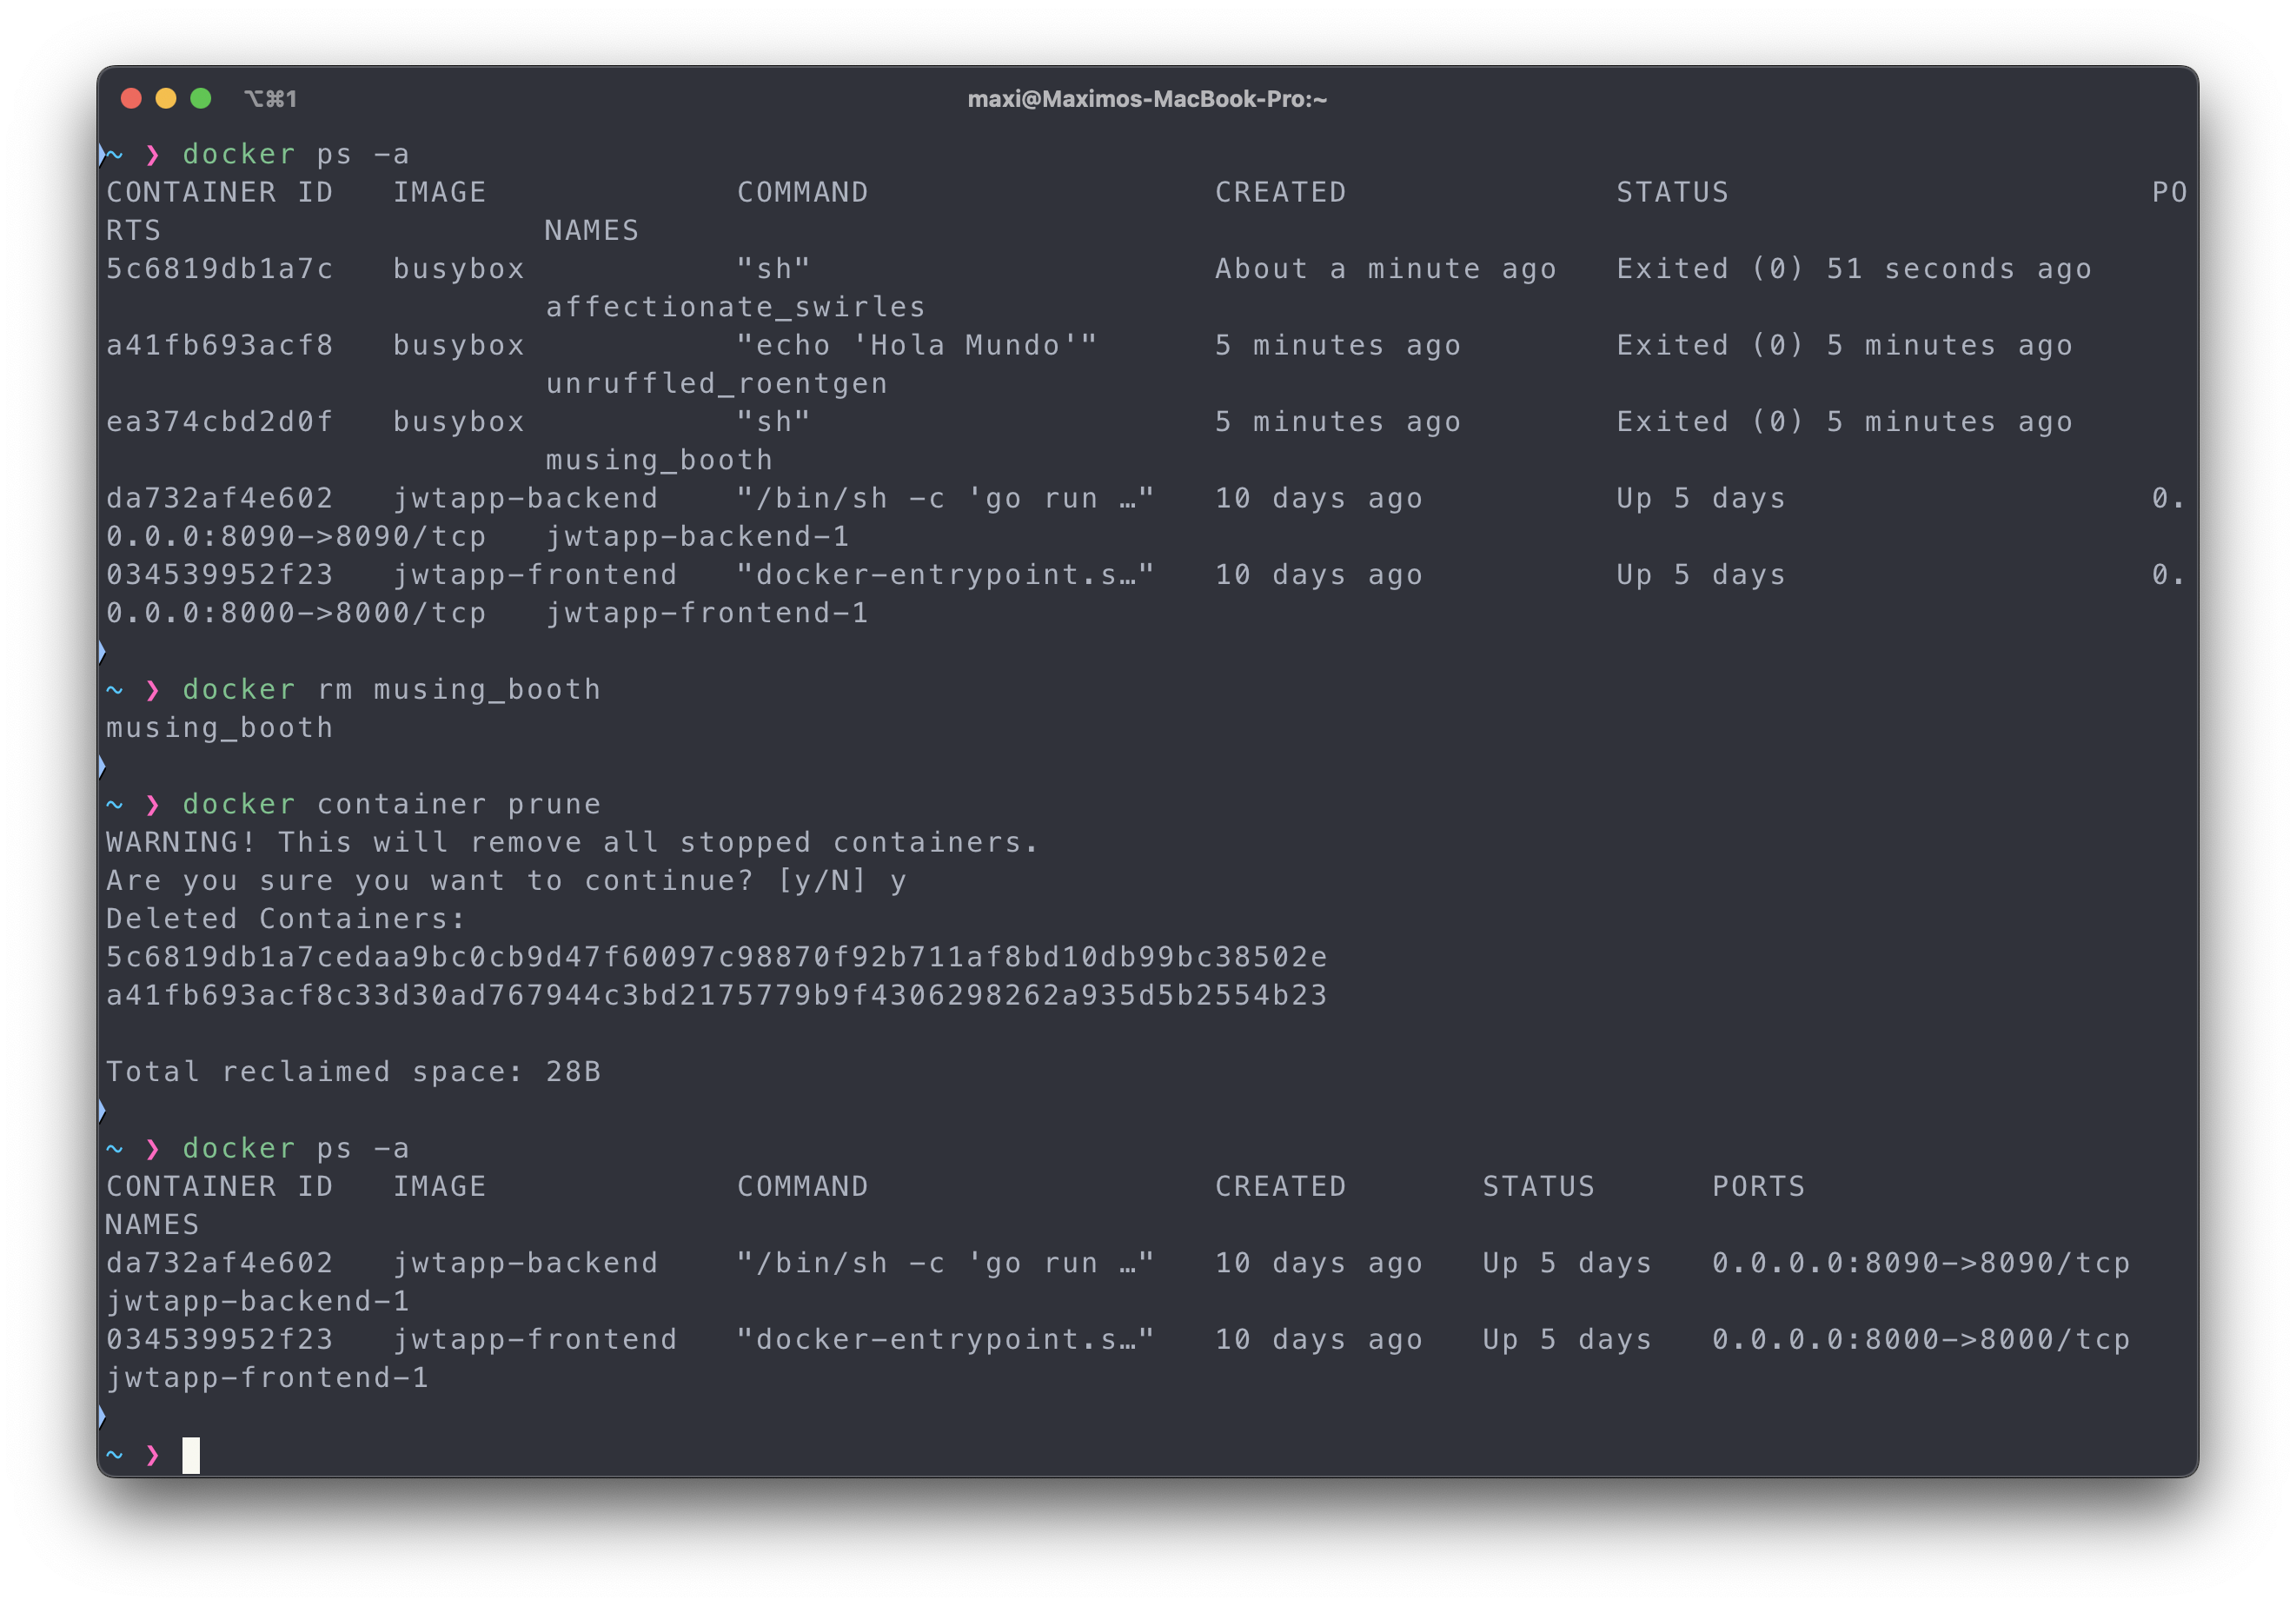 ⌥⌘1 maxi@Maximos-MacBook-Pro:~
~ ❯ docker ps -a
CONTAINER ID   IMAGE             COMMAND                  CREATED              STATUS                      PO
RTS                    NAMES
5c6819db1a7c   busybox           "sh"                     About a minute ago   Exited (0) 51 seconds ago
                       affectionate_swirles
a41fb693acf8   busybox           "echo 'Hola Mundo'"      5 minutes ago        Exited (0) 5 minutes ago
                       unruffled_roentgen
ea374cbd2d0f   busybox           "sh"                     5 minutes ago        Exited (0) 5 minutes ago
                       musing_booth
da732af4e602   jwtapp-backend    "/bin/sh -c 'go run …"   10 days ago          Up 5 days                   0.
0.0.0:8090->8090/tcp   jwtapp-backend-1
034539952f23   jwtapp-frontend   "docker-entrypoint.s…"   10 days ago          Up 5 days                   0.
0.0.0:8000->8000/tcp   jwtapp-frontend-1
~ ❯ docker rm musing_booth
musing_booth
~ ❯ docker container prune
WARNING! This will remove all stopped containers.
Are you sure you want to continue? [y/N] y
Deleted Containers:
5c6819db1a7cedaa9bc0cb9d47f60097c98870f92b711af8bd10db99bc38502e
a41fb693acf8c33d30ad767944c3bd2175779b9f4306298262a935d5b2554b23
Total reclaimed space: 28B
~ ❯ docker ps -a
CONTAINER ID   IMAGE             COMMAND                  CREATED       STATUS      PORTS
NAMES
da732af4e602   jwtapp-backend    "/bin/sh -c 'go run …"   10 days ago   Up 5 days   0.0.0.0:8090->8090/tcp
jwtapp-backend-1
034539952f23   jwtapp-frontend   "docker-entrypoint.s…"   10 days ago   Up 5 days   0.0.0.0:8000->8000/tcp
jwtapp-frontend-1
~ ❯